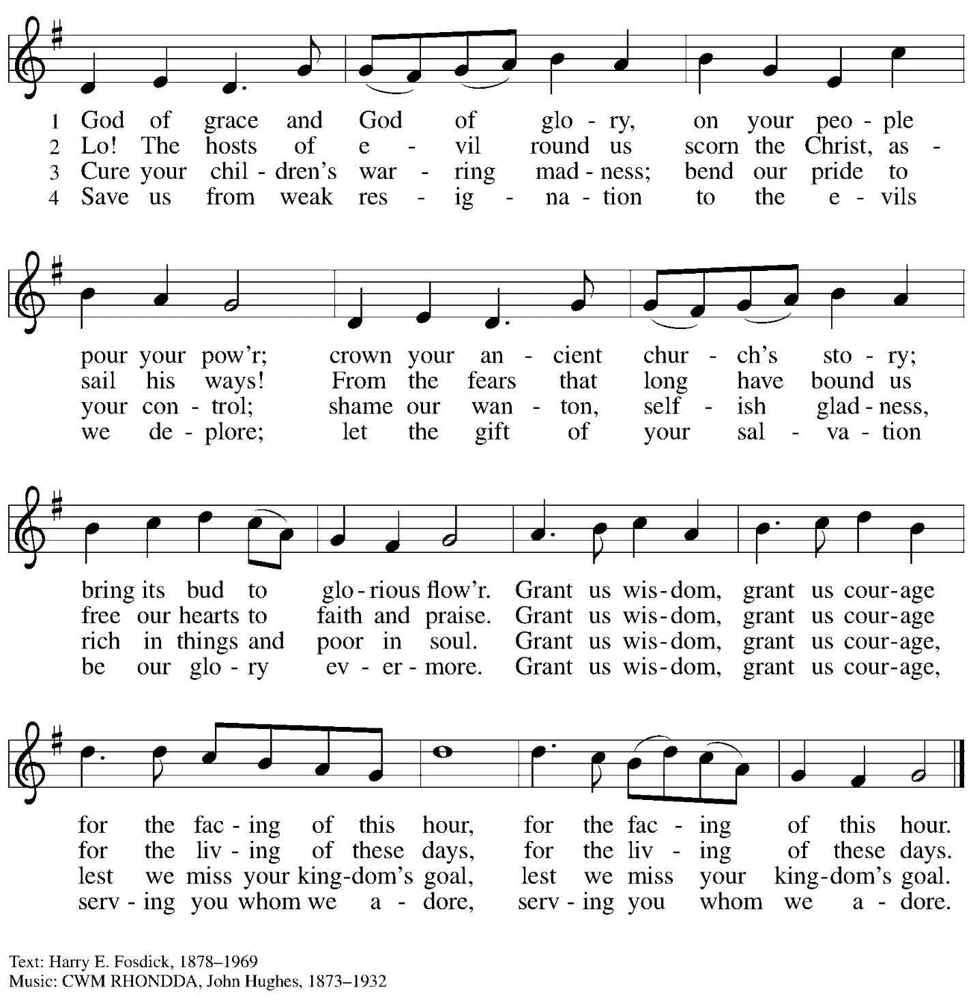 1 God of grace and God of glo - ry, on your peo - ple
2 Lo! The hosts of e - vil round us scorn the Christ, as -
3 Cure your chil - dren's war - ring mad - ness; bend our pride to
4 Save us from weak res - ig - na - tion to the e - vils
pour your pow'r; crown your an - cient chur - ch's sto - ry;
sail his ways! From the fears that long have bound us
your con - trol; shame our wan - ton, self - ish glad - ness,
we de - plore; let the gift of your sal - va - tion
bring its bud to glo - rious flow'r. Grant us wis - dom, grant us cour - age
free our hearts to faith and praise. Grant us wis - dom, grant us cour - age
rich in things and poor in soul. Grant us wis - dom, grant us cour - age,
be our glo - ry ev - er - more. Grant us wis - dom, grant us cour - age,
for the fac - ing of this hour, for the fac - ing of this hour.
for the liv - ing of these days, for the liv - ing of these days.
lest we miss your king - dom's goal, lest we miss your king - dom's goal.
serv - ing you whom we a - dore, serv - ing you whom we a - dore.
Text: Harry E. Fosdick, 1878–1969
Music: CWM RHONDDA, John Hughes, 1873–1932